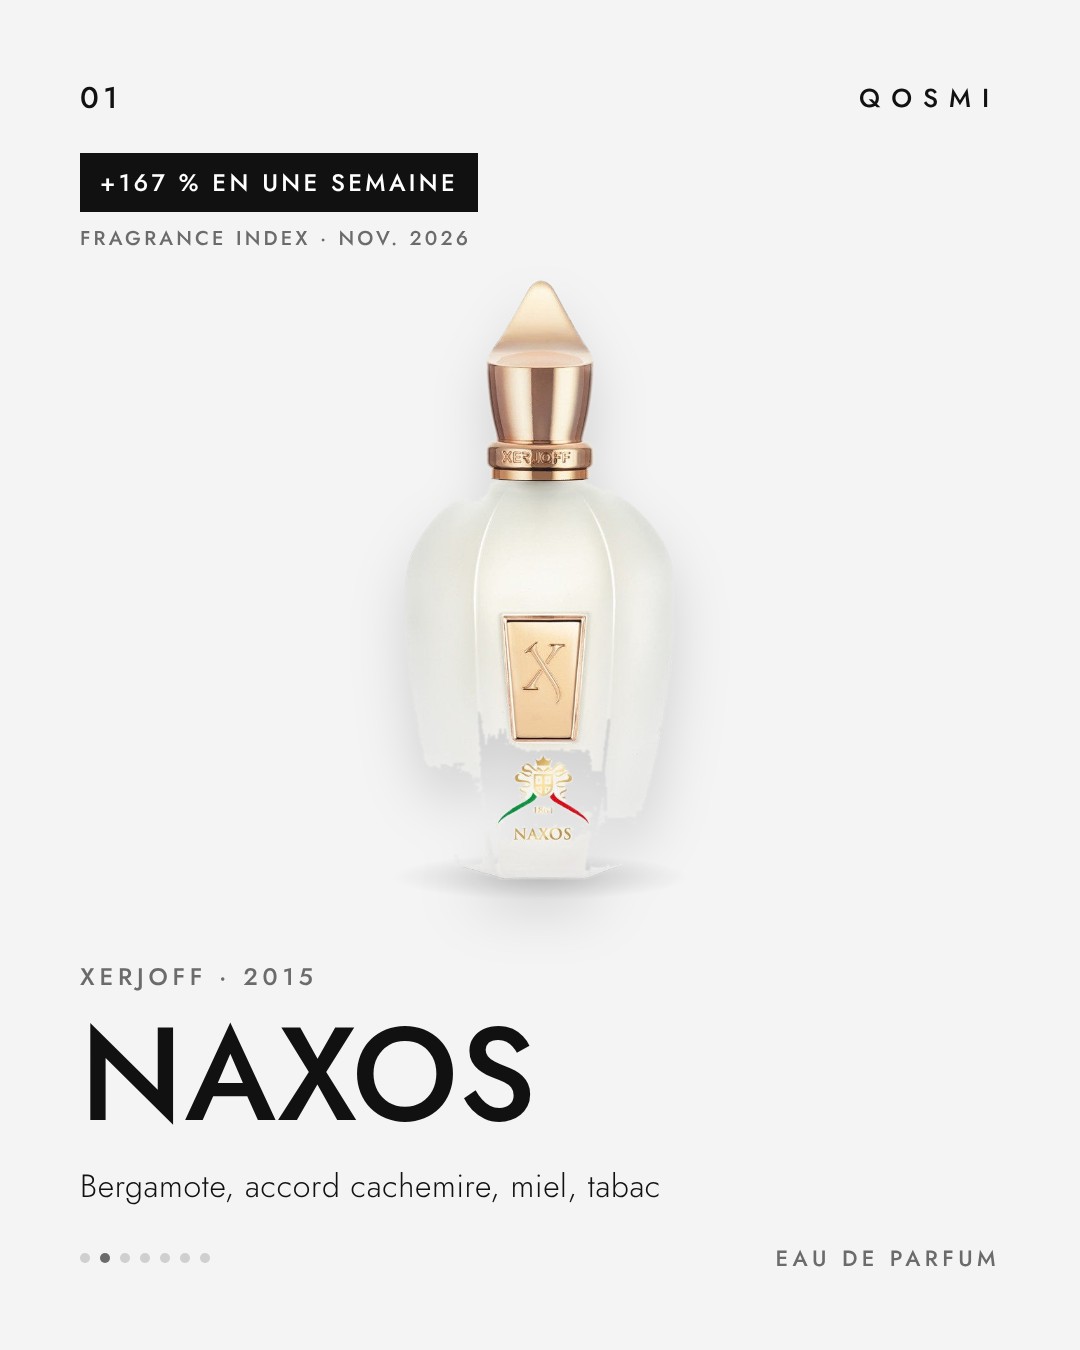 01
QOSMI
+167 % EN UNE SEMAINE
FRAGRANCE INDEX · NOV. 2026
XERJOFF
X
NAXOS
XERJOFF · 2015
NAXOS
Bergamote, accord cachemire, miel, tabac
EAU DE PARFUM